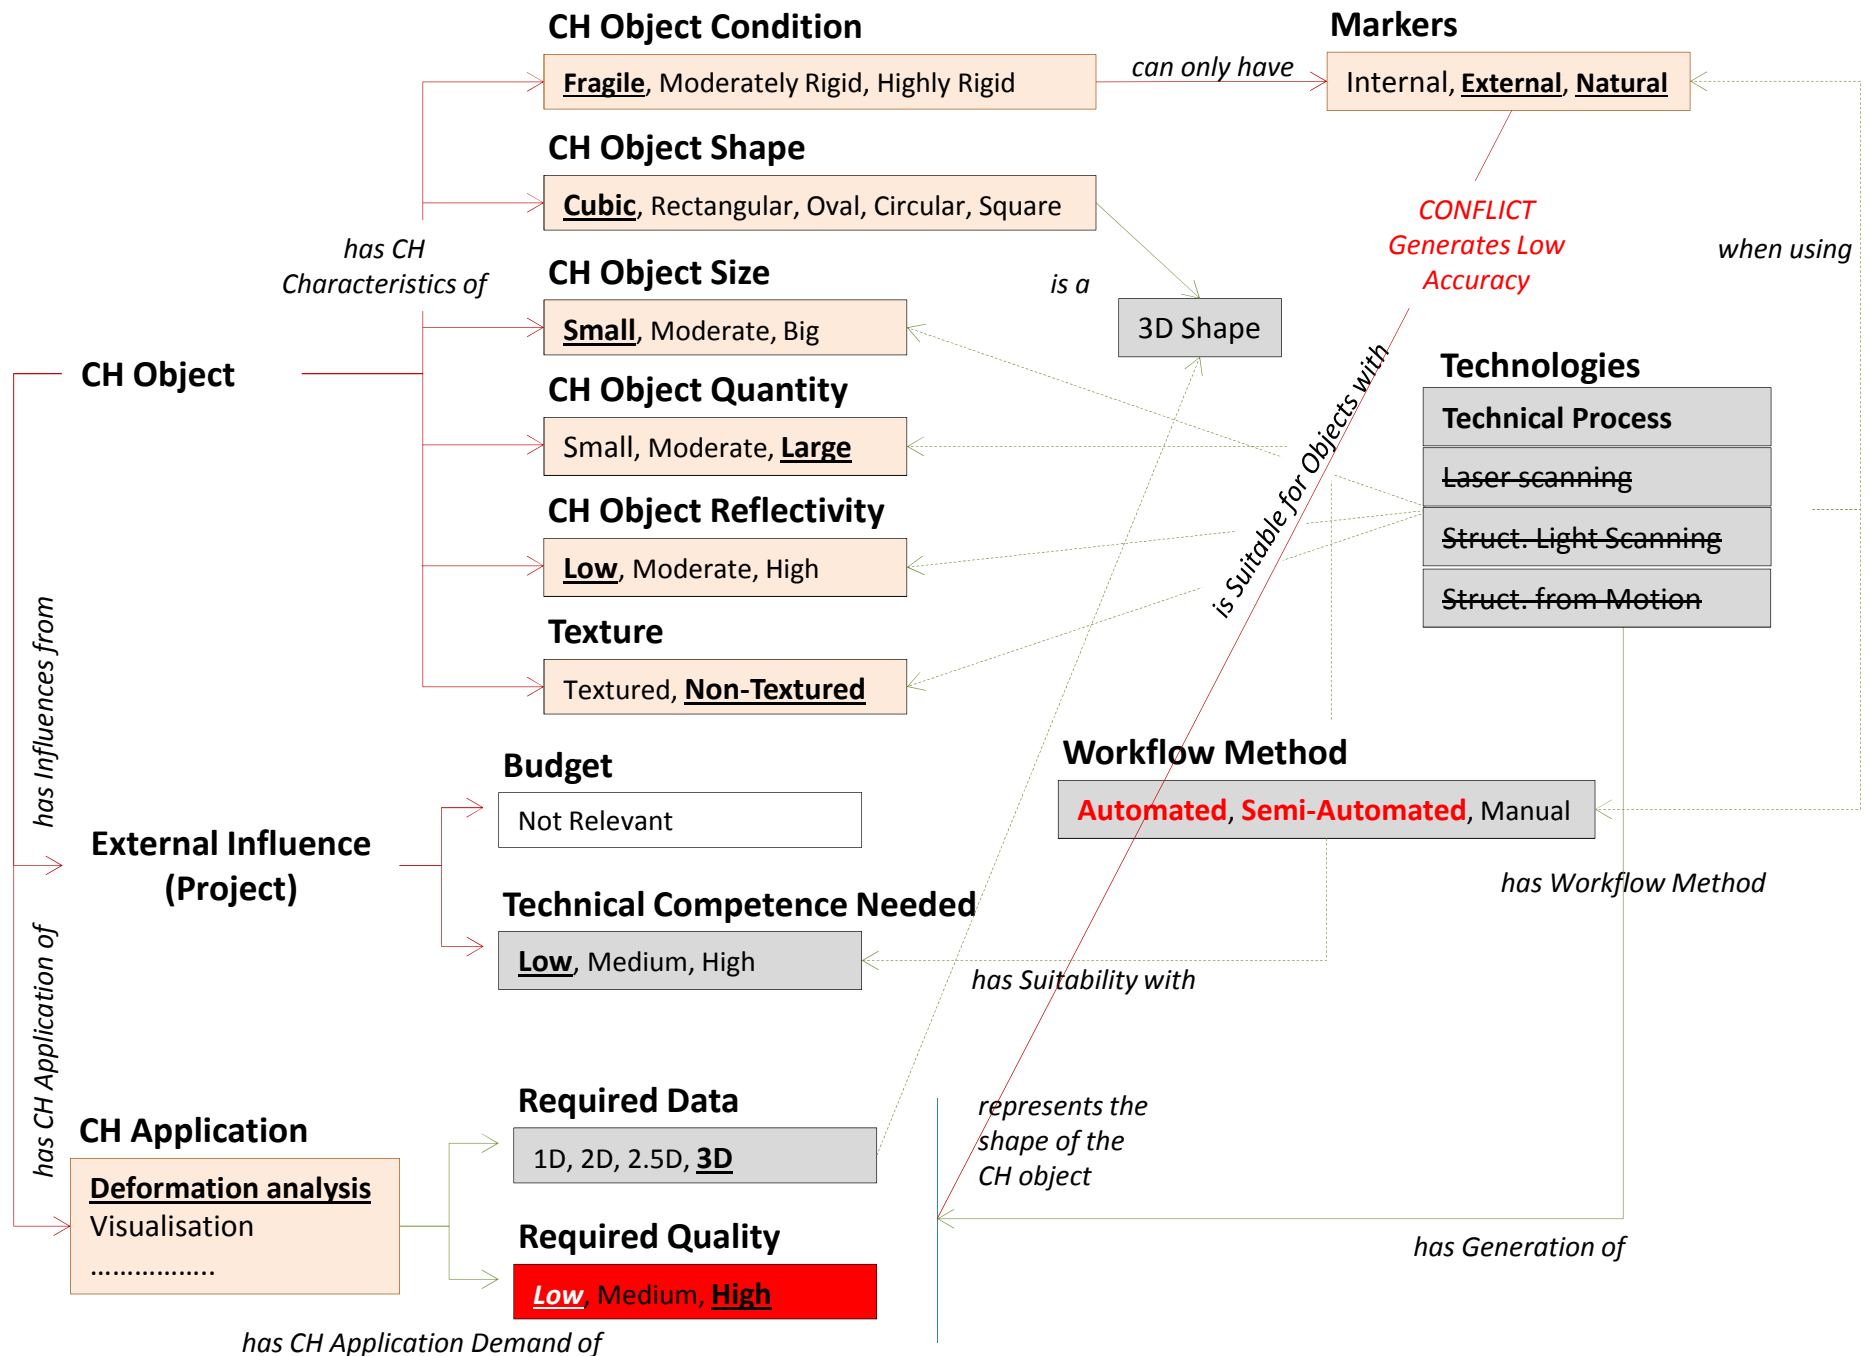 CH Object Condition
Fragile, Moderately Rigid, Highly Rigid
can only have
Markers
Internal, External, Natural
CH Object Shape
Cubic, Rectangular, Oval, Circular, Square
CONFLICT
Generates Low
Accuracy
when using
has CH
Characteristics of
CH Object Size
Small, Moderate, Big
is a
3D Shape
CH Object
CH Object Quantity
Small, Moderate, Large
Technologies
Technical Process
Laser scanning
Struct. Light Scanning
Struct. from Motion
is Suitable for Objects with
CH Object Reflectivity
Low, Moderate, High
Texture
Textured, Non-Textured
has Influences from
Budget
Not Relevant
Workflow Method
Automated, Semi-Automated, Manual
External Influence
(Project)
has Workflow Method
Technical Competence Needed
Low, Medium, High
has Suitability with
has CH Application of
CH Application
Deformation analysis
Visualisation
……………..
Required Data
1D, 2D, 2.5D, 3D
represents the
shape of the
CH object
Required Quality
Low, Medium, High
has Generation of
has CH Application Demand of